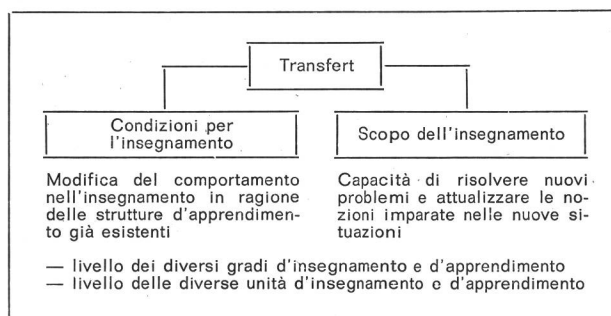 Transfert
Condizioni per
l'insegnamento
Scopo dell'insegnamento
Modifica del comportamento
nell'insegnamento in ragione
delle strutture d'apprendimen-
to già esistenti
Capacità di risolvere nuovi
problemi e attualizzare le no-
zioni imparate nelle nuove si-
tuazioni
— livello dei diversi gradi d'insegnamento e d'apprendimento
— livello delle diverse unità d'insegnamento e d'apprendimento